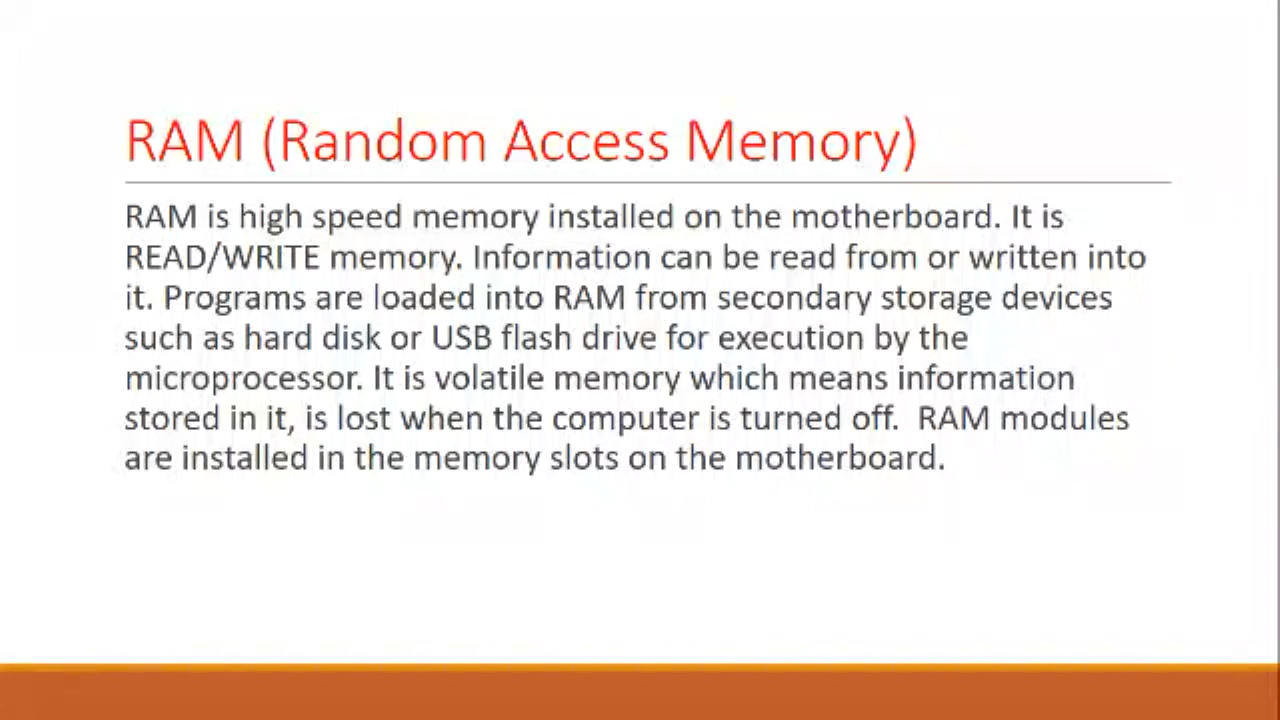 RAM (Random Access Memory)
RAM is high speed memory installed on the motherboard. It is
READ/WRITE memory. Information can be read from or written into
it. Programs are loaded into RAM from secondary storage devices
such as hard disk or USB flash drive for execution by the
microprocessor. It is volatile memory which means information
stored in it, is lost when the computer is turned off.  RAM modules
are installed in the memory slots on the motherboard.